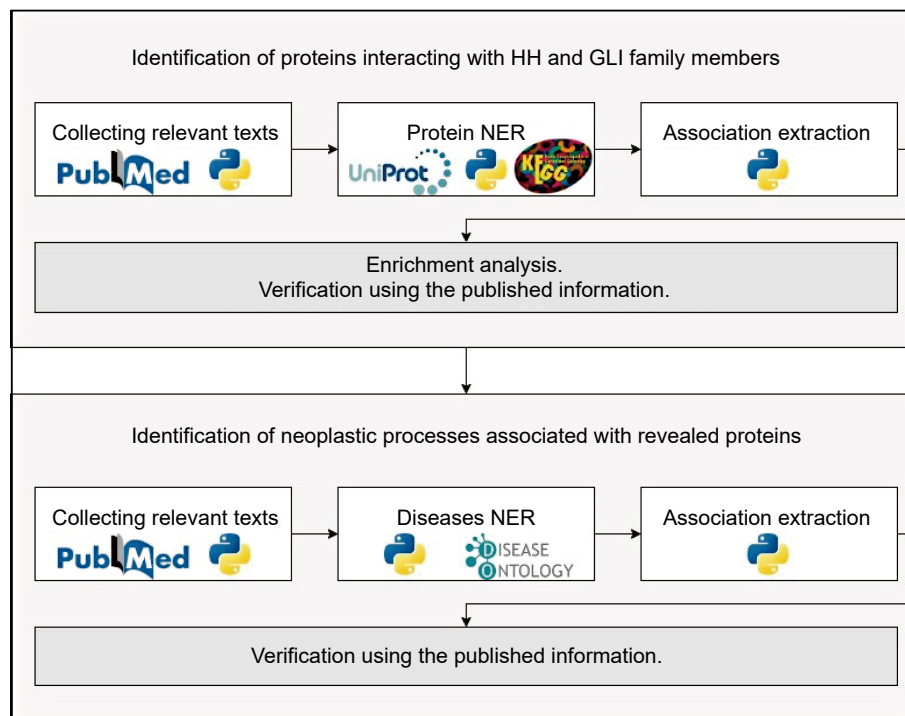 Identification of proteins interacting with HH and GLI family members
Collecting relevant texts
PubMed
Protein NER
UniProt
KEGG
Association extraction
Enrichment analysis.
Verification using the published information.
Identification of neoplastic processes associated with revealed proteins
Collecting relevant texts
PubMed
Diseases NER
DISEASE
ONTOLOGY
Association extraction
Verification using the published information.